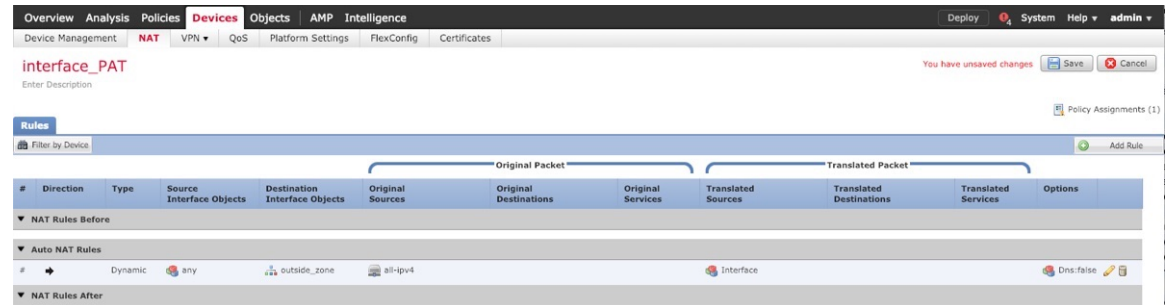 Overview Analysis Policies Devices Objects AMP Intelligence Deploy 4 System Help admin
Device Management NAT VPN QoS Platform Settings FlexConfig Certificates
interface_PAT
You have unsaved changes Save Cancel
Enter Description
Policy Assignments (1)
Rules
Filter by Device Add Rule
Original Packet Translated Packet
# Direction Type Source Interface Objects Destination Interface Objects Original Sources Original Destinations Original Services Translated Sources Translated Destinations Translated Services Options
NAT Rules Before
Auto NAT Rules
# Dynamic any outside_zone all-ipv4 Interface Dns:false
NAT Rules After